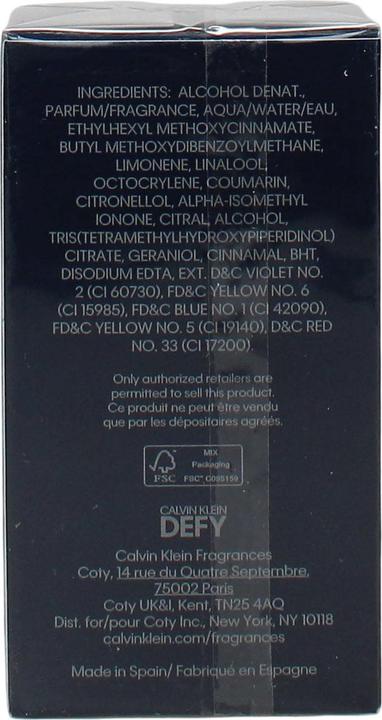 INGREDIENTS: ALCOHOL DENAT.,
PARFUM/FRAGRANCE, AQUA/WATER/EAU,
ETHYLHEXYL METHOXYCINNAMATE,
BUTYL METHOXYDIBENZOYLMETHANE,
LIMONENE, LINALOOL,
OCTOCRYLENE, COUMARIN,
CITRONELLOL, ALPHA-ISOMETHYL
IONONE, CITRAL, ALCOHOL,
TRIS(TETRAMETHYLHYDROXYPIPERIDINOL)
CITRATE, GERANIOL, CINNAMAL, BHT,
DISODIUM EDTA, EXT. D&C VIOLET NO.
2 (CI 60730), FD&C YELLOW NO. 6
(CI 15985), FD&C BLUE NO. 1 (CI 42090),
FD&C YELLOW NO. 5 (CI 19140), D&C RED
NO. 33 (CI 17200).
Only authorized retailers are
permitted to sell this product.
Ce produit ne peut être vendu
que par les dépositaires agréés.
MIX
Packaging
FSC
FSC™ C095159
CALVIN KLEIN
DEFY
Calvin Klein Fragrances
Coty, 14 rue du Quatre Septembre,
75002 Paris
Coty UK&I, Kent, TN25 4AQ
Dist. for/pour Coty Inc., New York, NY 10118
calvinklein.com/fragrances
Made in Spain/ Fabriqué en Espagne